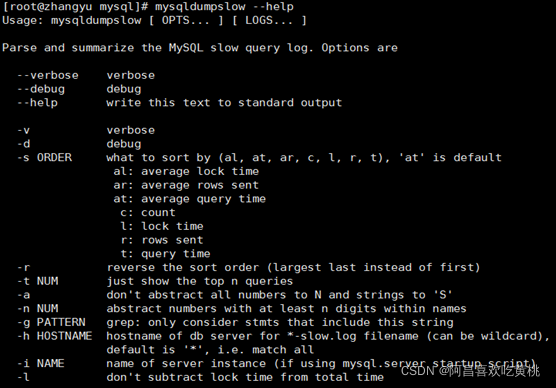 [root@zhangyu mysql]# mysqldumpslow --help
Usage: mysqldumpslow [ OPTS... ] [ LOGS... ]
Parse and summarize the MySQL slow query log. Options are
--verbose    verbose
--debug      debug
--help       write this text to standard output
-v           verbose
-d           debug
-s ORDER     what to sort by (al, at, ar, c, l, r, t), 'at' is default
al: average lock time
ar: average rows sent
at: average query time
c: count
l: lock time
r: rows sent
t: query time
-r           reverse the sort order (largest last instead of first)
-t NUM       just show the top n queries
-a           don't abstract all numbers to N and strings to 'S'
-n NUM       abstract numbers with at least n digits within names
-g PATTERN   grep: only consider stmts that include this string
-h HOSTNAME  hostname of db server for *-slow.log filename (can be wildcard),
default is '*', i.e. match all
-i NAME      name of server instance (if using mysql.server startup script)
-l           don't subtract lock time from total time
CSDN @阿昌喜欢吃黄桃